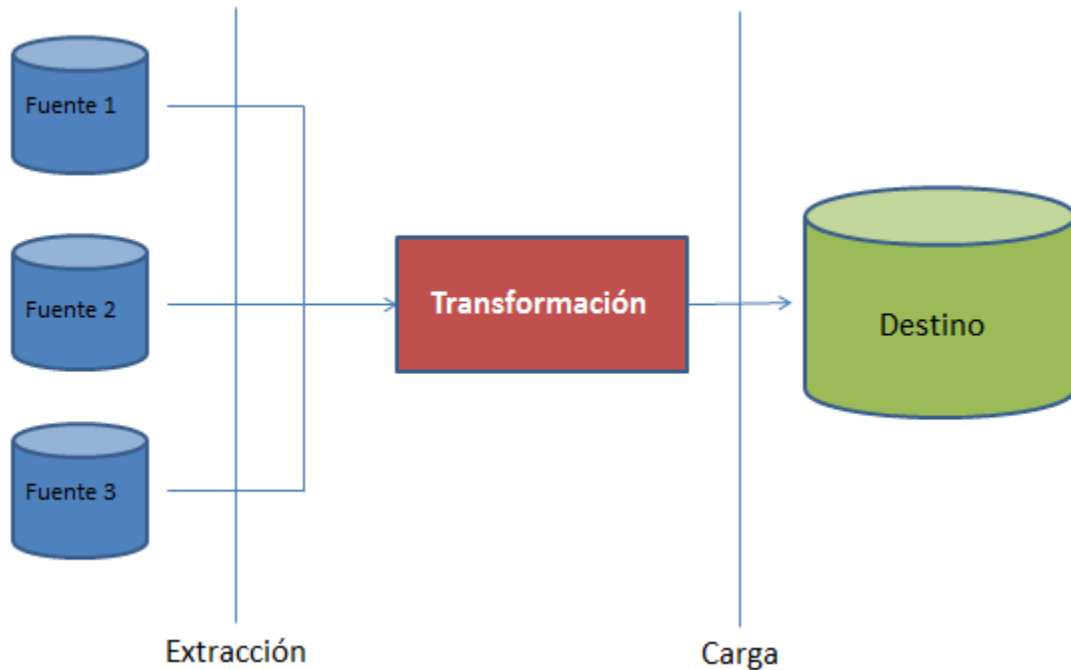 Fuente 1
Fuente 2
Transformación
Destino
Fuente 3
Extracción
Carga